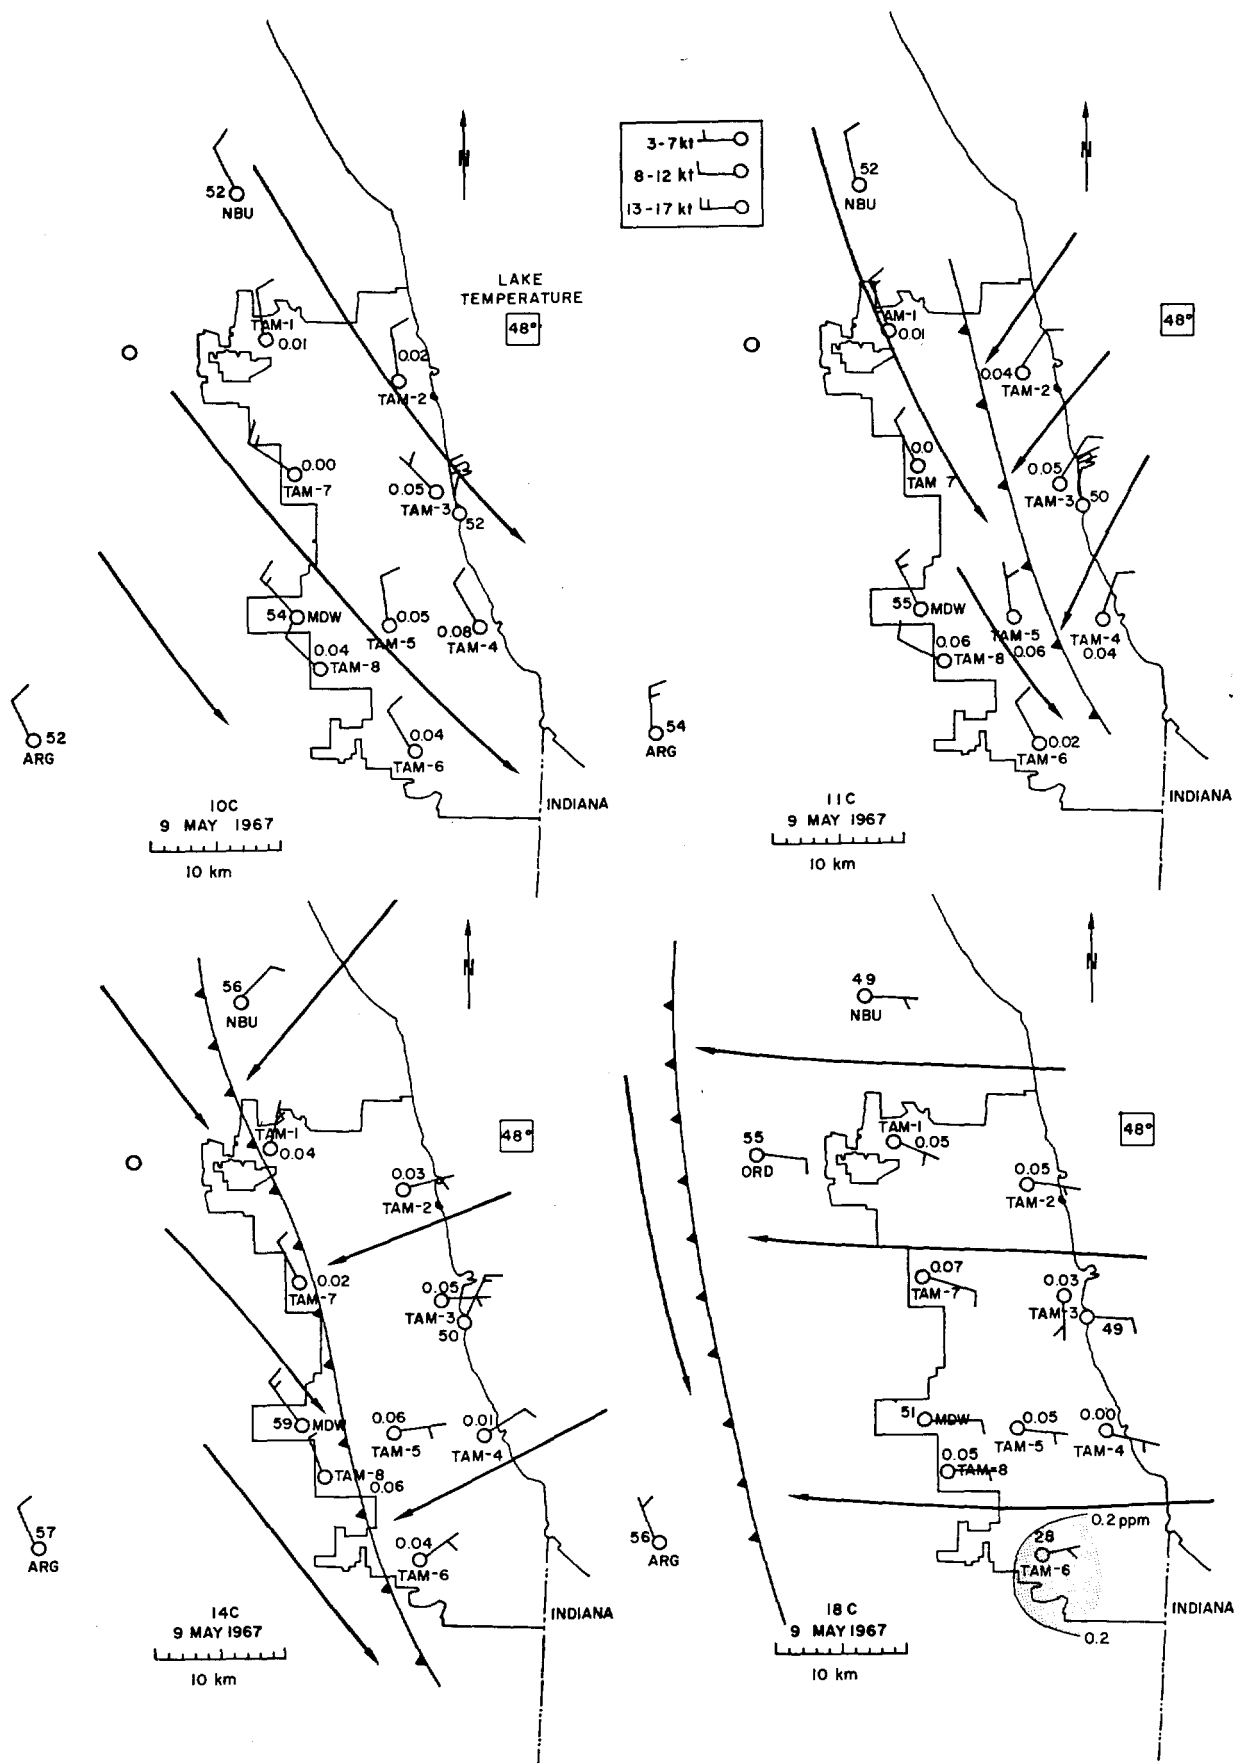 52
NBU
N
LAKE
TEMPERATURE
48°
TAM-1
0.01
0.02
TAM-2
0.00
TAM-7
0.05
TAM-3
52
54
MDW
0.05
TAM-5
0.08
TAM-4
0.04
TAM-8
0.04
TAM-6
52
ARG
INDIANA
10C
9 MAY 1967
10 km
3-7kt
8-12 kt
13-17 kt
52
NBU
N
48°
AM-1
0.01
0.04
TAM-2
0.0
TAM 7
0.05
TAM-3
50
55
MDW
TAM-5
0.06
TAM-4
0.04
0.06
TAM-8
0.02
TAM-6
54
ARG
INDIANA
11C
9 MAY 1967
10 km
56
NBU
N
48°
TAM-1
0.04
0.03
TAM-2
0.02
TAM-7
0.05
TAM-3
50
59
MDW
0.06
TAM-5
0.01
TAM-4
TAM-8
0.06
0.04
TAM-6
57
ARG
INDIANA
14C
9 MAY 1967
10 km
49
NBU
N
48°
55
ORD
TAM-1
0.05
0.05
TAM-2
0.07
TAM-7
0.03
TAM-3
49
51
MDW
0.05
TAM-5
0.00
TAM-4
0.05
TAM-8
0.2 ppm
28
TAM-6
0.2
56
ARG
INDIANA
18C
9 MAY 1967
10 km